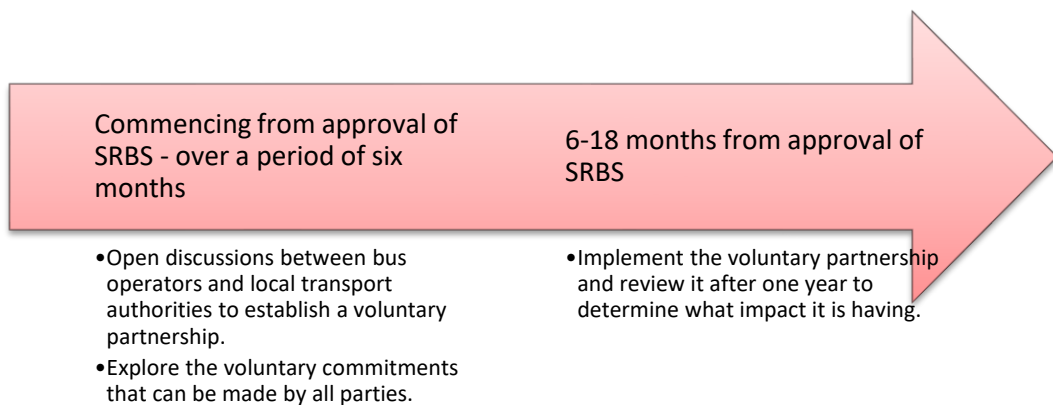 Commencing from approval of
SRBS - over a period of six
months
•Open discussions between bus
operators and local transport
authorities to establish a voluntary
partnership.
•Explore the voluntary commitments
that can be made by all parties.
6-18 months from approval of
SRBS
•Implement the voluntary partnership
and review it after one year to
determine what impact it is having.